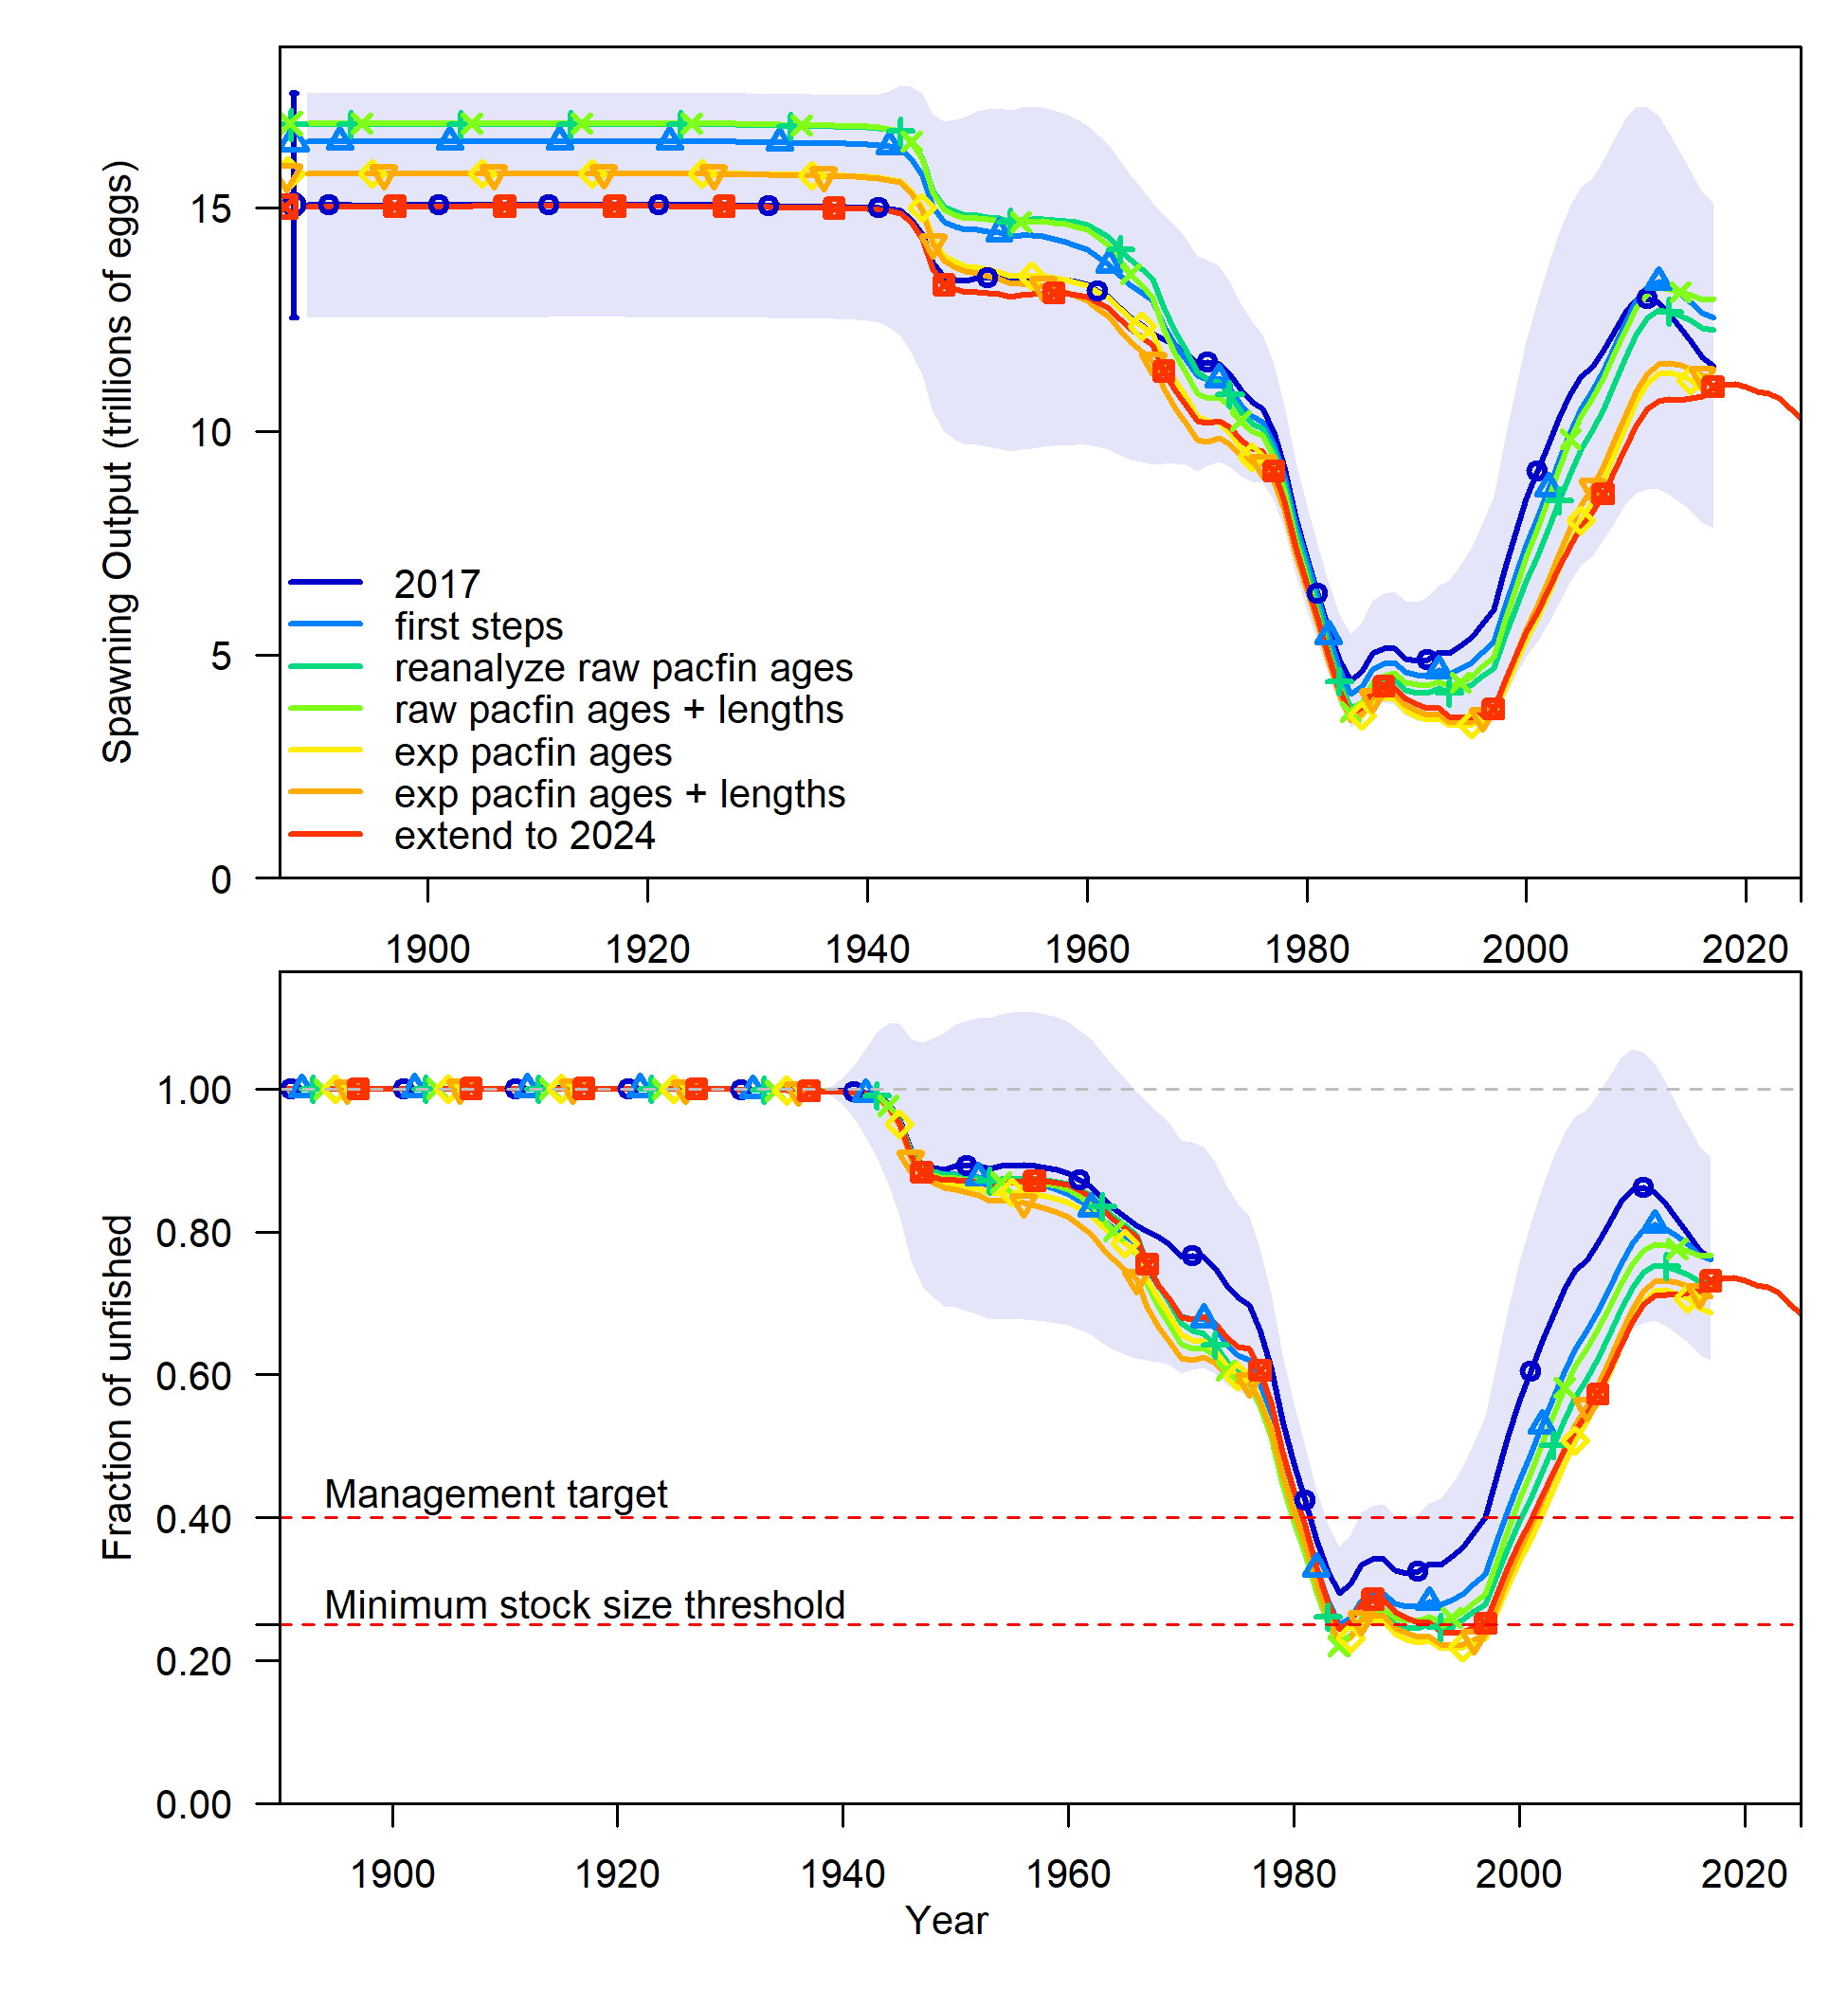 Spawning Output (trillions of eggs)
15
10
5
0
2017
first steps
reanalyze raw pacfin ages
raw pacfin ages + lengths
exp pacfin ages
exp pacfin ages + lengths
extend to 2024
1900 1920 1940 1960 1980 2000 2020
Fraction of unfished
1.00
0.80
0.60
0.40
0.20
0.00
Management target
Minimum stock size threshold
1900 1920 1940 1960 1980 2000 2020
Year